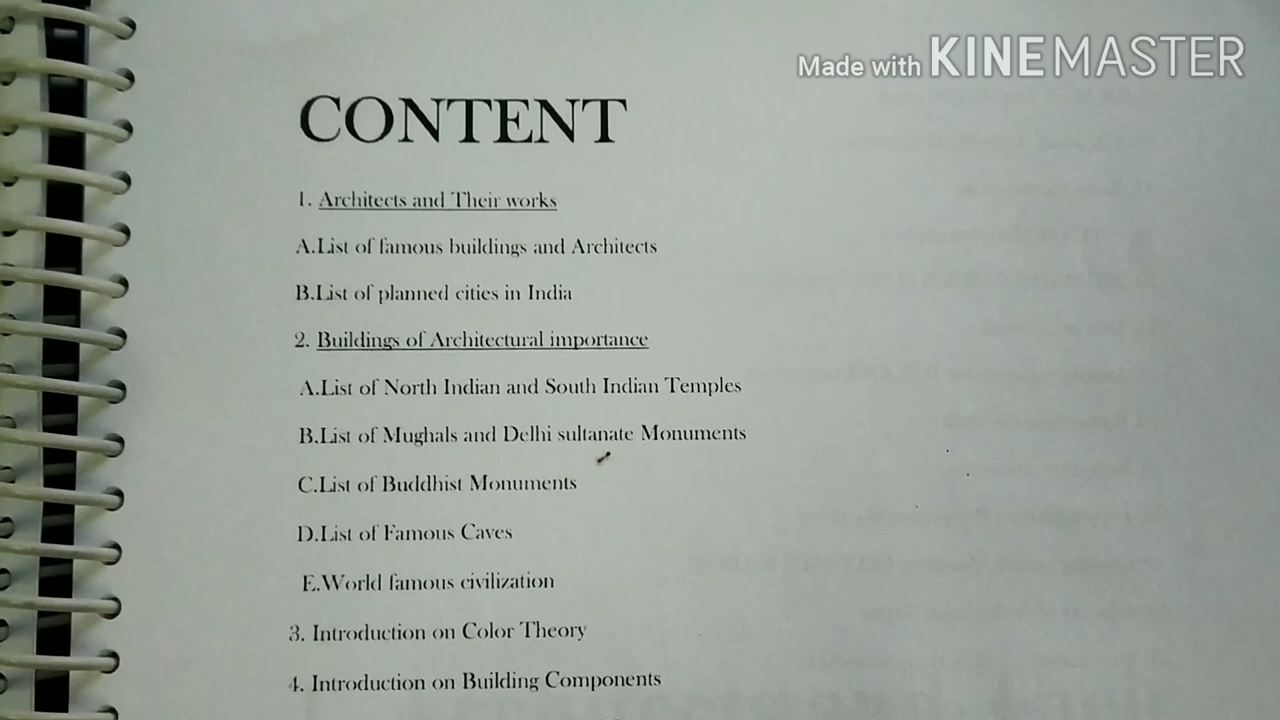 Made with KINEMASTER
CONTENT
1. Architects and Their works
A.List of famous buildings and Architects
B.List of planned cities in India
2. Buildings of Architectural importance
A.List of North Indian and South Indian Temples
B.List of Mughals and Delhi sultanate Monuments
C.List of Buddhist Monuments
D.List of Famous Caves
E.World famous civilization
3. Introduction on Color Theory
4. Introduction on Building Components